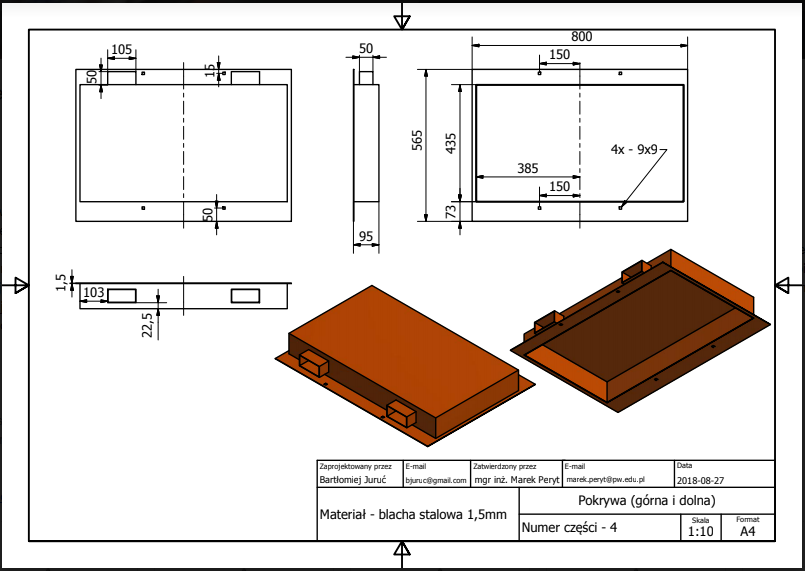 105
50
15
50
50
95
800
150
565
435
385
4x - 9x9
150
73
1,5
103
22,5
Zaprojektowany przez
E-mail
Zatwierdzony przez
E-mail
Data
Bartłomiej Juruć
bjuruc@gmail.com
mgr inż. Marek Peryt
marek.peryt@pw.edu.pl
2018-08-27
Materiał - blacha stalowa 1,5mm
Pokrywa (górna i dolna)
Numer części - 4
Skala
1:10
Format
A4